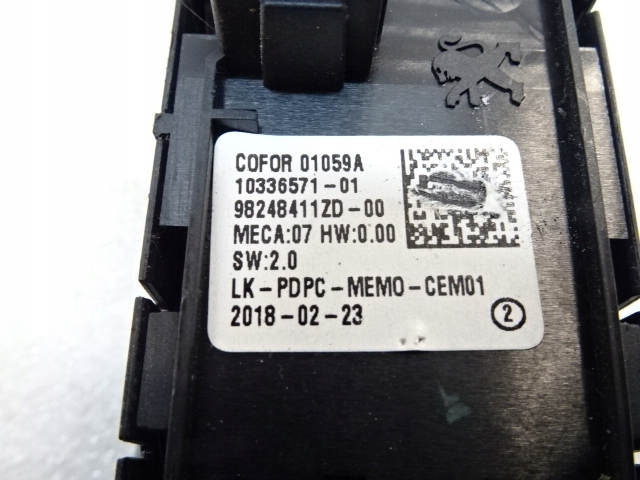 COFOR 01059A
10336571-01
98248411ZD-00
MECA:07 HW:0.00
SW:2.0
LK-PDPC-MEMO-CEM01
2018-02-23
2